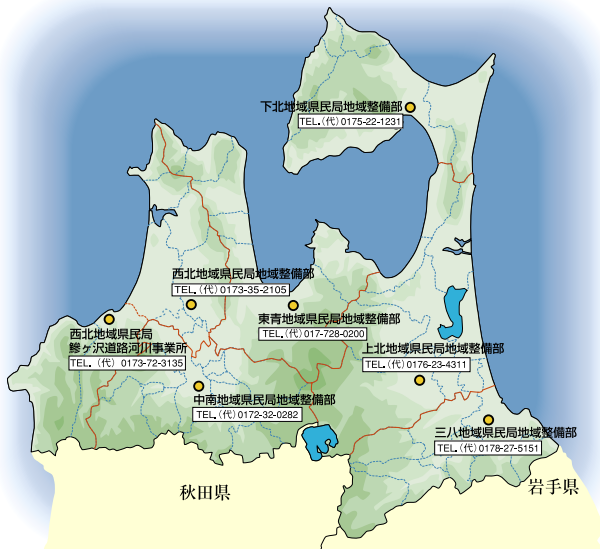 下北地域県民局地域整備部
TEL.（代）0175-22-1231
西北地域県民局地域整備部
TEL.（代）0173-35-2105
東青地域県民局地域整備部
TEL.（代）017-728-0200
西北地域県民局
鰺ヶ沢道路河川事業所
TEL.（代）0173-72-3135
上北地域県民局地域整備部
TEL.（代）0176-23-4311
中南地域県民局地域整備部
TEL.（代）0172-32-0282
三八地域県民局地域整備部
TEL.（代）0178-27-5151
秋田県
岩手県